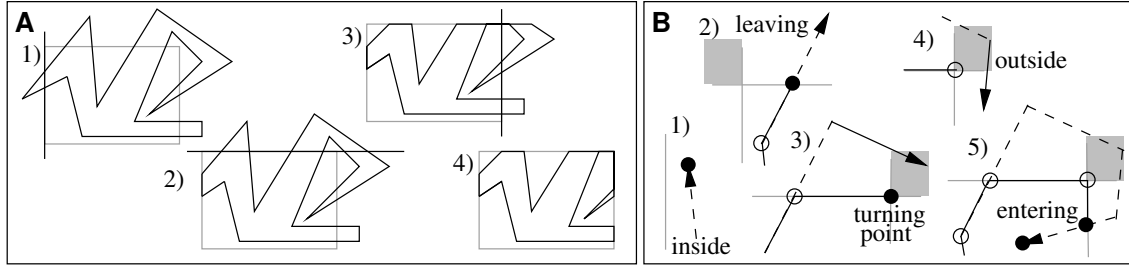 A
1)
2)
3)
4)
B
1)
inside
2)
leaving
3)
turning
point
4)
outside
5)
entering